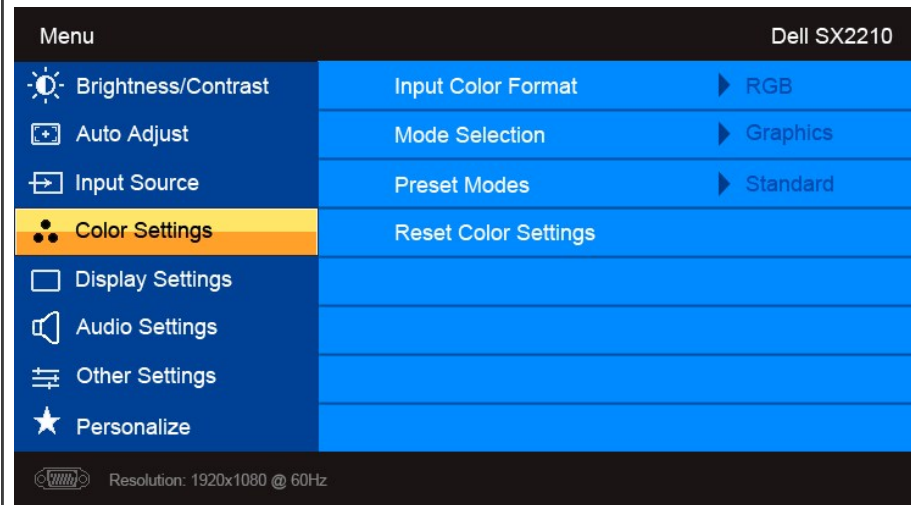 Menu Dell SX2210
Brightness/Contrast Input Color Format RGB
Auto Adjust Mode Selection Graphics
Input Source Preset Modes Standard
Color Settings Reset Color Settings
Display Settings
Audio Settings
Other Settings
Personalize
Resolution: 1920x1080 @ 60Hz